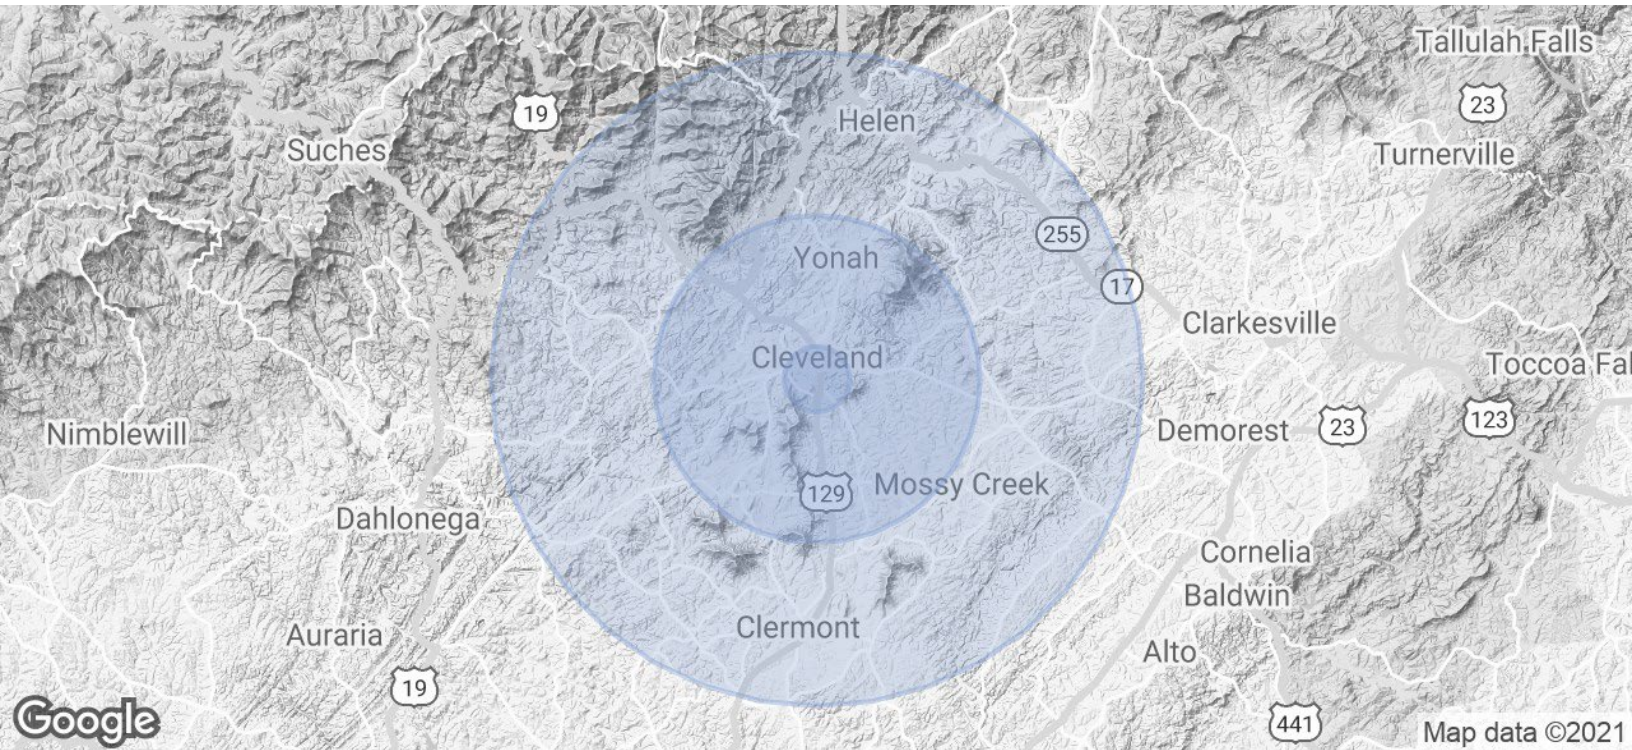 Tallulah Falls
23
19
Helen
Suches
Turnerville
255
Yonah
17
Clarkesville
Cleveland
Toccoa Fal
123
23
Nimblewill
Demorest
129
Mossy Creek
Dahlonega
Cornelia
Baldwin
Clermont
Auraria
Alto
19
Google
441
Map data ©2021